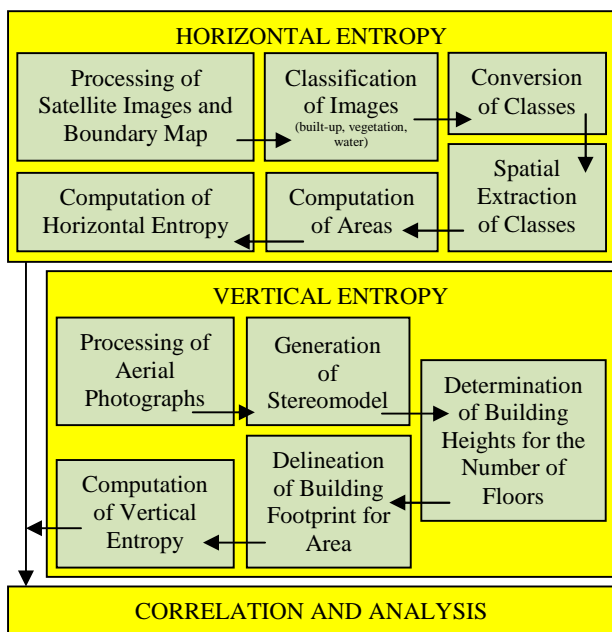 HORIZONTAL ENTROPY
Processing of
Satellite Images and
Boundary Map
Classification
of Images
(built-up, vegetation,
water)
Conversion
of Classes
Spatial
Extraction
of Classes
Computation
of Areas
Computation of
Horizontal Entropy
VERTICAL ENTROPY
Processing of
Aerial
Photographs
Generation
of
Stereomodel
Determination
of Building
Heights for the
Number of
Floors
Delineation
of Building
Footprint for
Area
Computation
of Vertical
Entropy
CORRELATION AND ANALYSIS